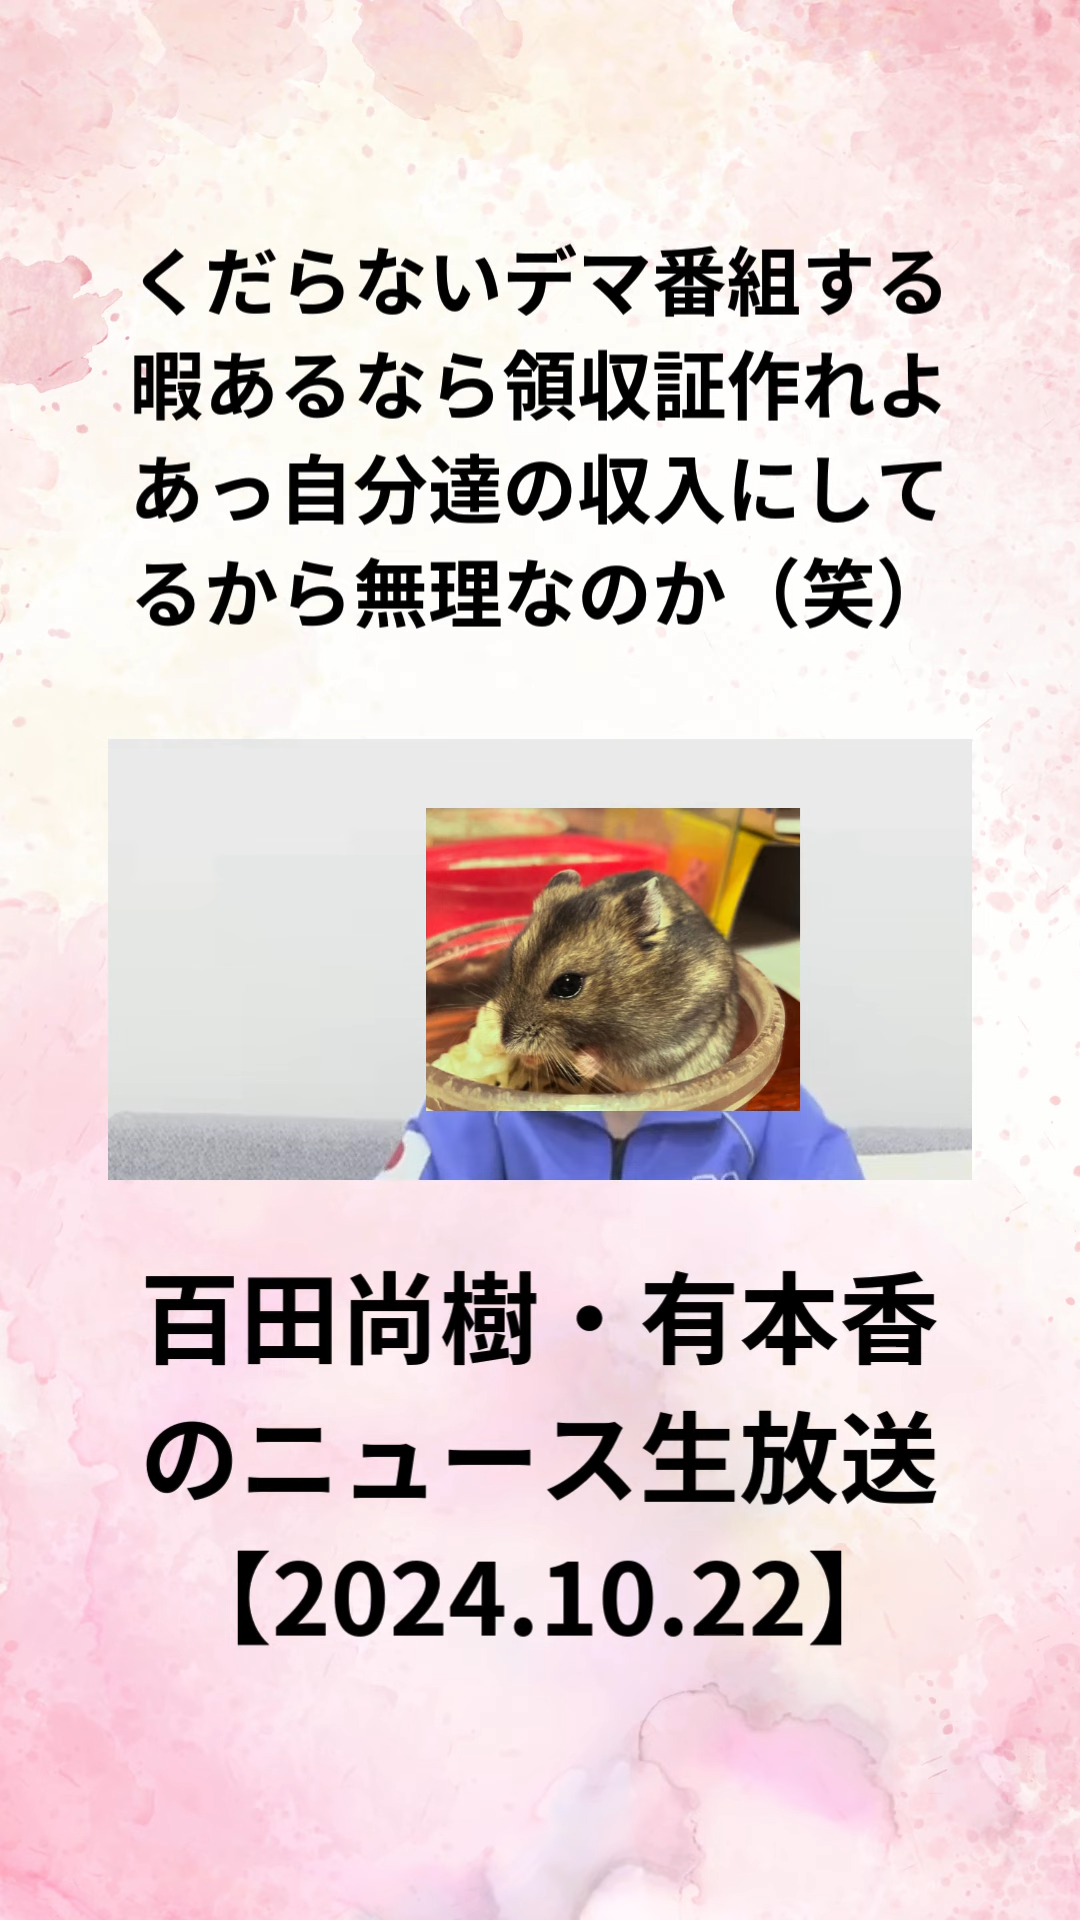 くだらないデマ番組する
暇あるなら領収証作れよ
あっ自分達の収入にして
るから無理なのか（笑）
百田尚樹・有本香
のニュース生放送
【2024.10.22】